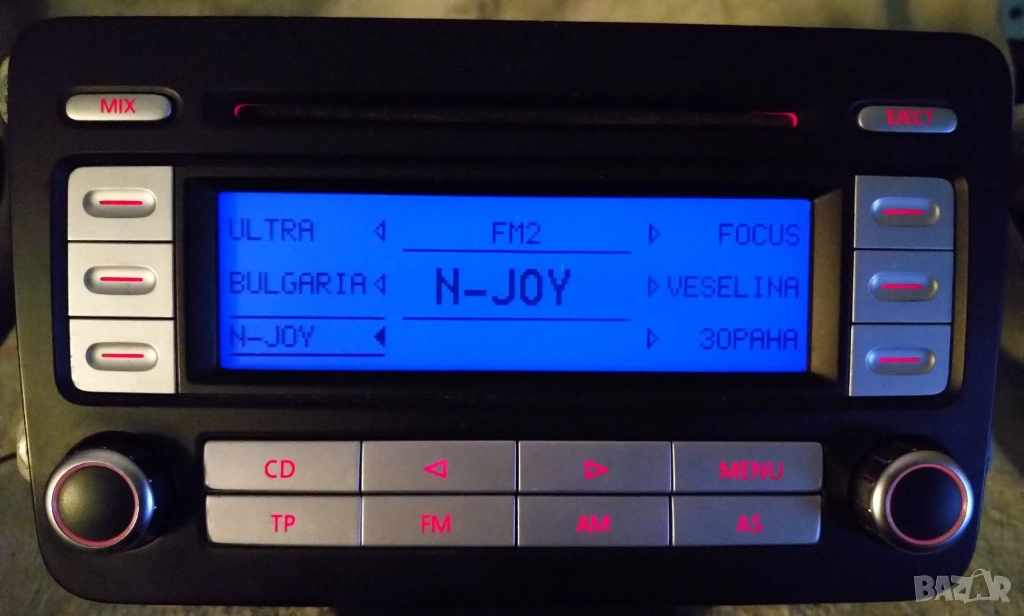 MIX
EJECT
ULTRA FM2 FOCUS
BULGARIA N-JOY VESELINA
N-JOY ЗОРАНА
CD MENU
TP FM AM AS
BAZAR